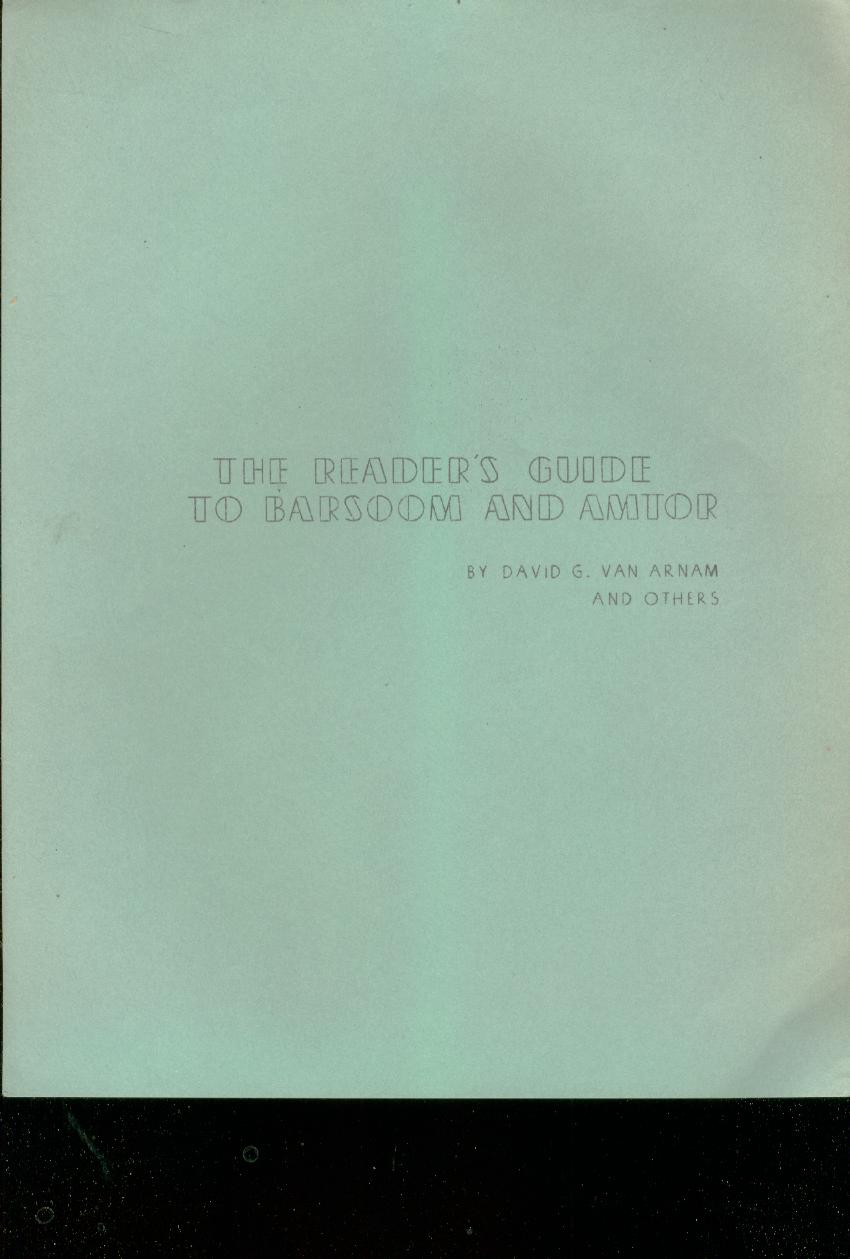 THE READER'S GUIDE
TO BARSOOM AND AMTOR
BY DAVID G. VAN ARNAM
AND OTHERS